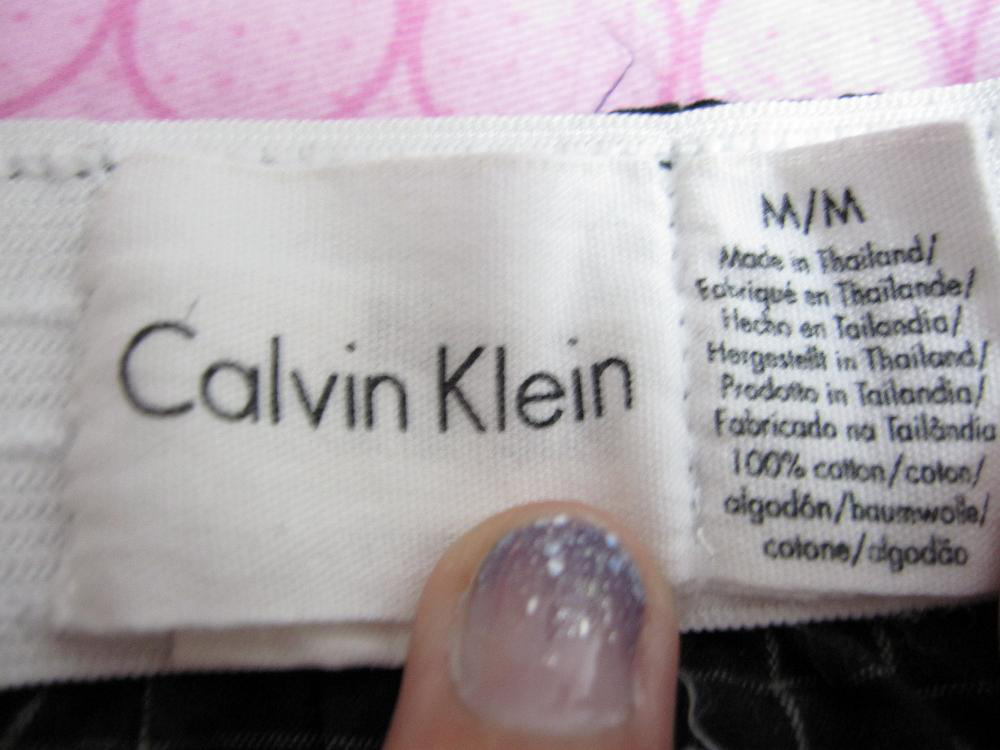 Calvin Klein
M/M
Made in Thailand/
Fabriqué en Thaïlande/
Hecho en Tailandia/
Hergestellt in Thailand/
Prodotto in Tailandia/
Fabricado na Tailândia
100% cotton/coton/
algodón/baumwolle/
cotone/algodão